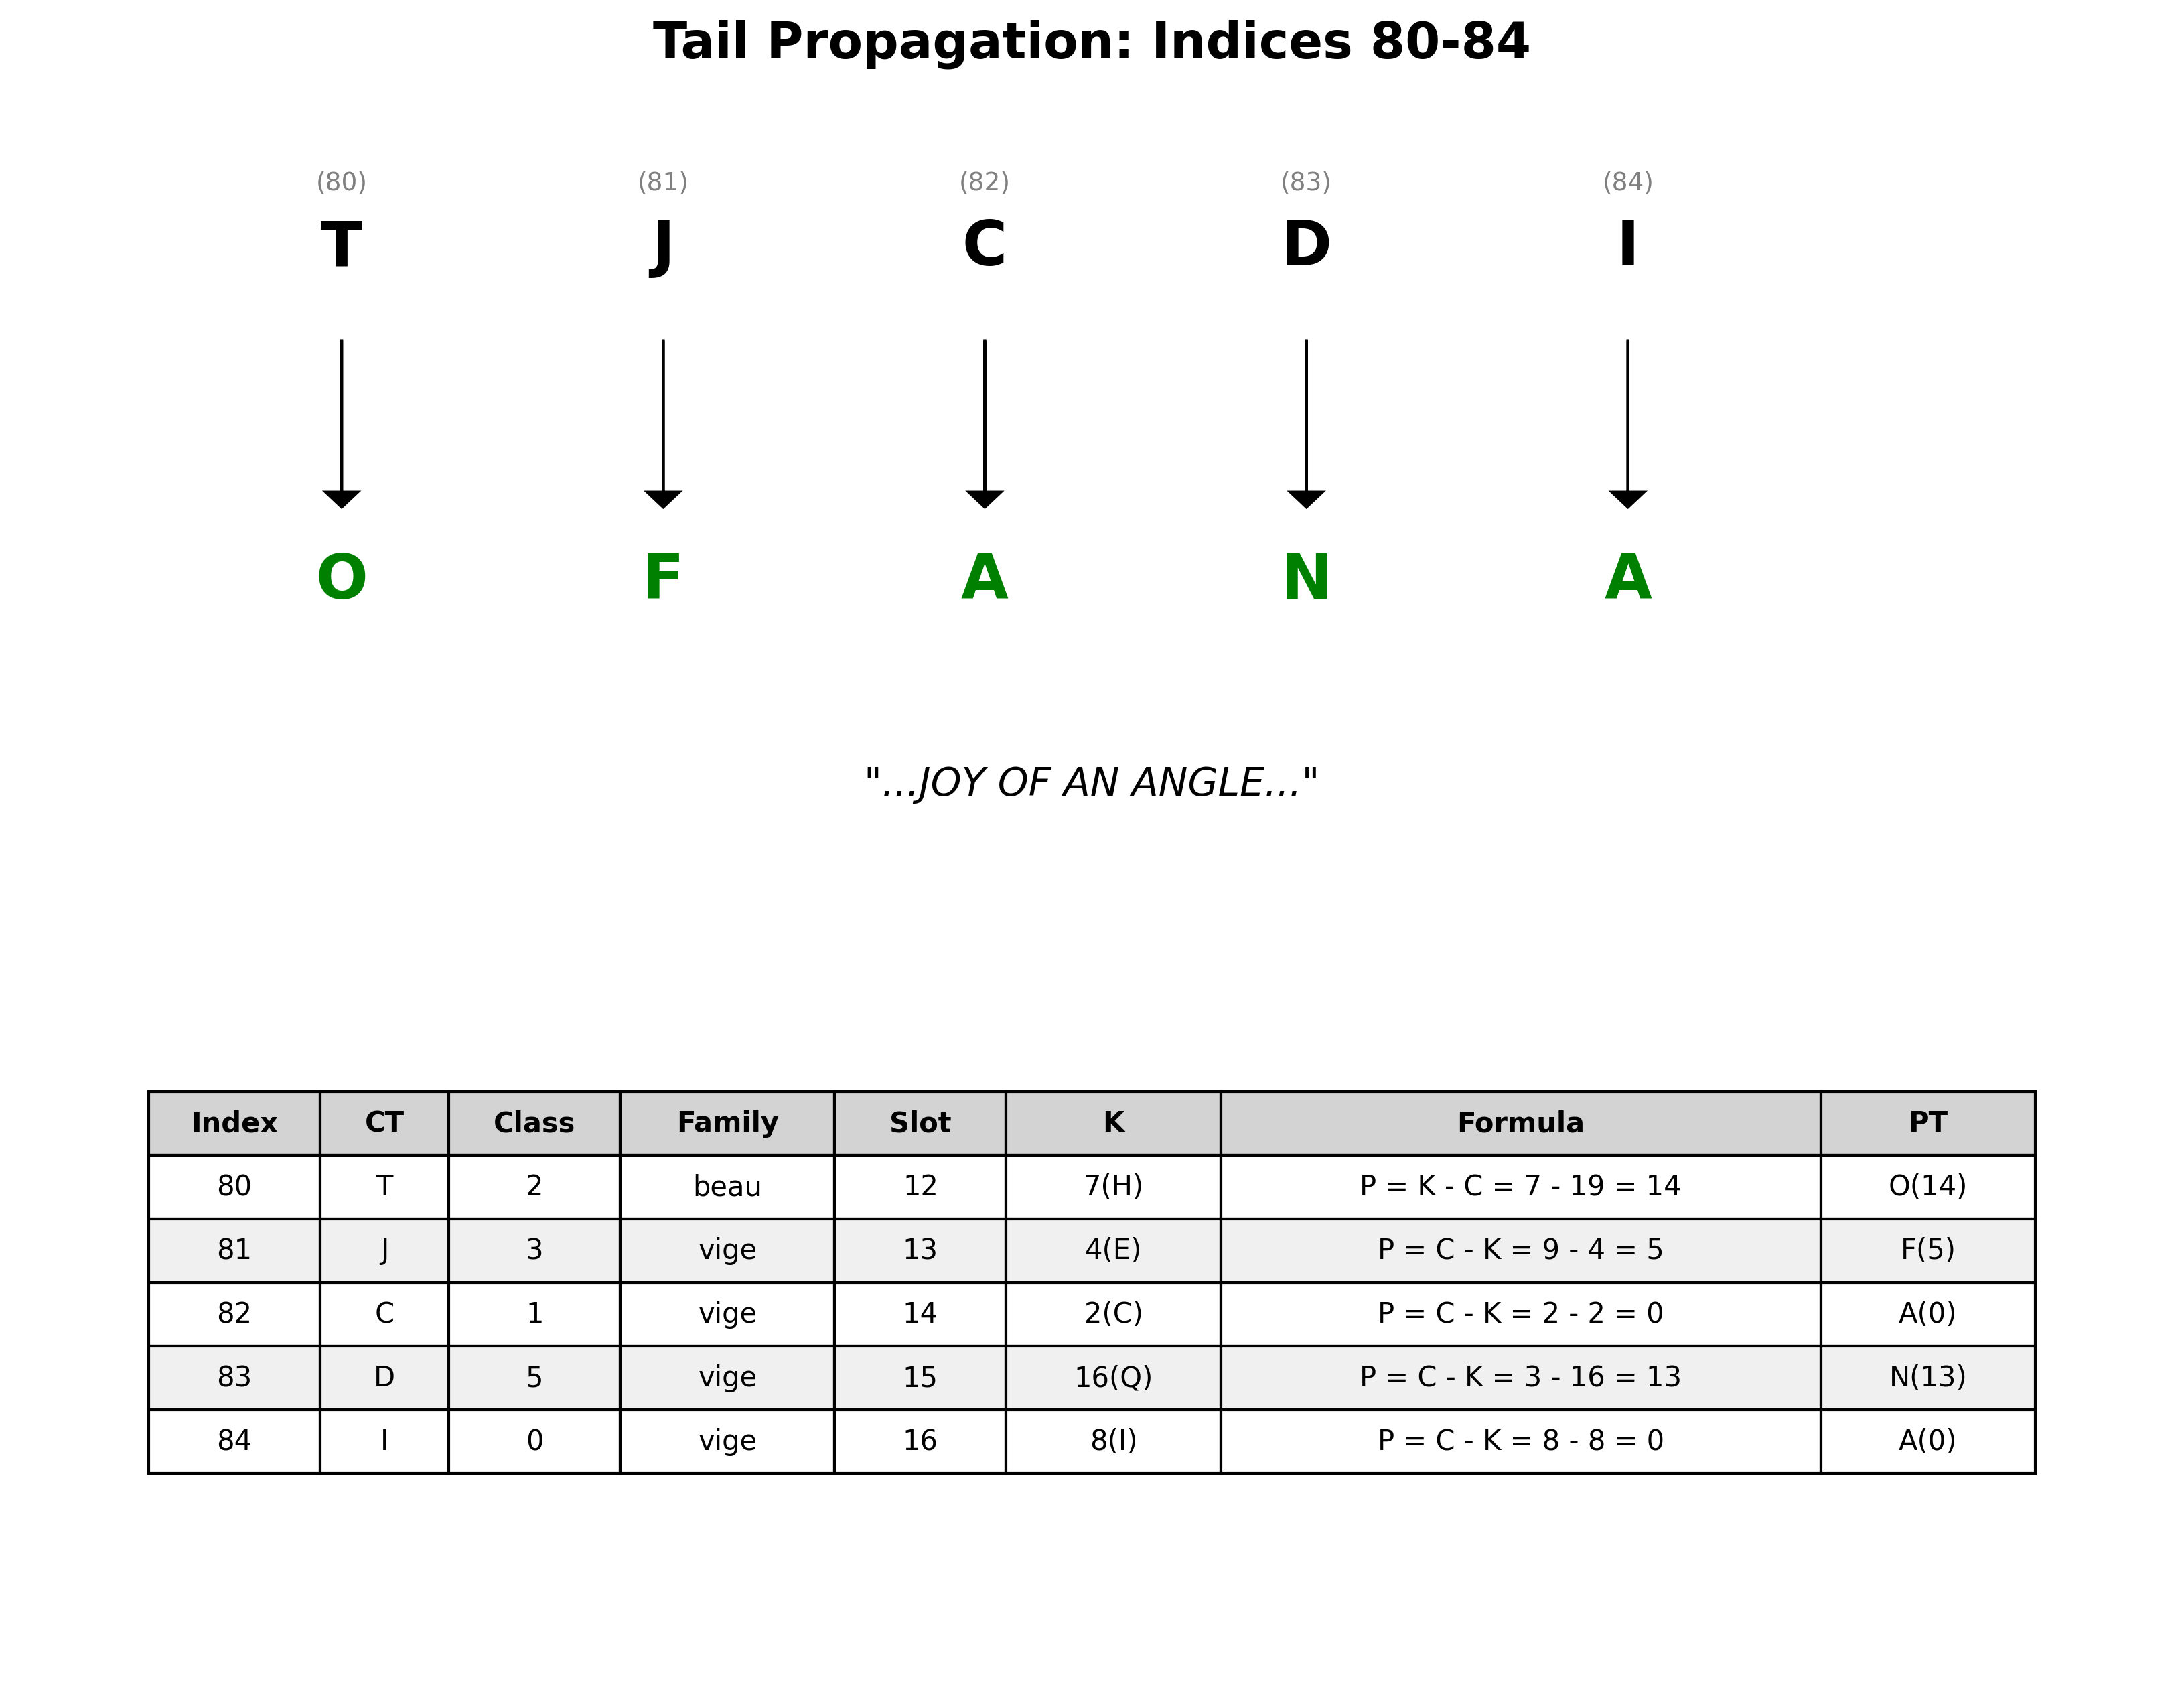 Tail Propagation: Indices 80-84
(80) (81) (82) (83) (84)
T J C D I
O F A N A
"...JOY OF AN ANGLE..."
Index CT Class Family Slot K Formula PT
80 T 2 beau 12 7(H) P = K - C = 7 - 19 = 14 O(14)
81 J 3 vige 13 4(E) P = C - K = 9 - 4 = 5 F(5)
82 C 1 vige 14 2(C) P = C - K = 2 - 2 = 0 A(0)
83 D 5 vige 15 16(Q) P = C - K = 3 - 16 = 13 N(13)
84 I 0 vige 16 8(I) P = C - K = 8 - 8 = 0 A(0)